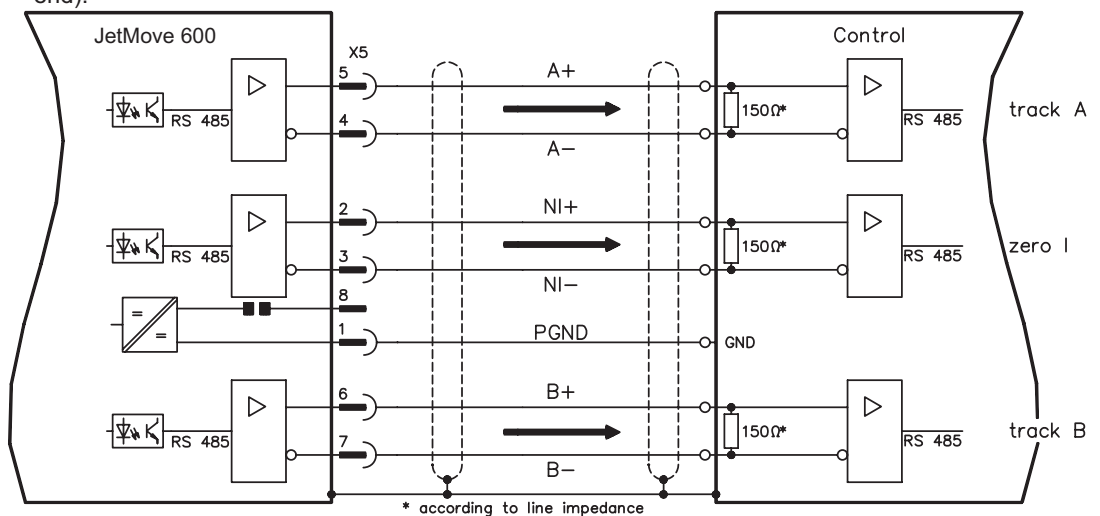 end).
JetMove 600
X5
Control
5
A+
RS 485
150Ω*
RS 485
track A
4
A-
2
NI+
RS 485
150Ω*
RS 485
zero I
3
NI-
8
=
=
1
PGND
GND
6
B+
RS 485
150Ω*
RS 485
track B
7
B-
* according to line impedance